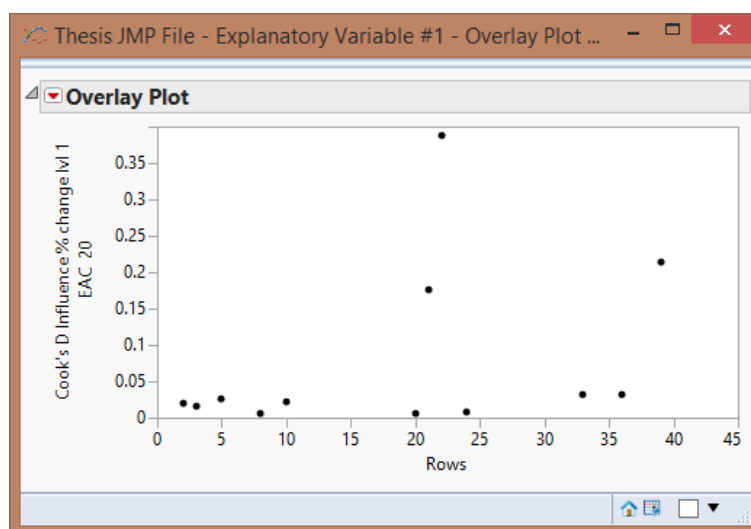 Thesis JMP File - Explanatory Variable #1 - Overlay Plot ...
Overlay Plot
Cook's D Influence % change lvl 1
EAC 20
0.35
0.3
0.25
0.2
0.15
0.1
0.05
0
0 5 10 15 20 25 30 35 40 45
Rows